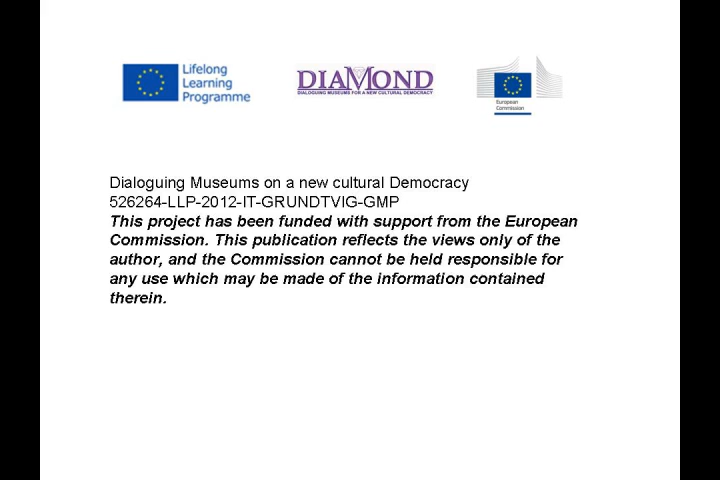 Lifelong
Learning
Programme
DIAMOND
DIALOGUING MUSEUMS FOR A NEW CULTURAL DEMOCRACY
European
Commission
Dialoguing Museums on a new cultural Democracy
526264-LLP-2012-IT-GRUNDTVIG-GMP
This project has been funded with support from the European
Commission. This publication reflects the views only of the
author, and the Commission cannot be held responsible for
any use which may be made of the information contained
therein.